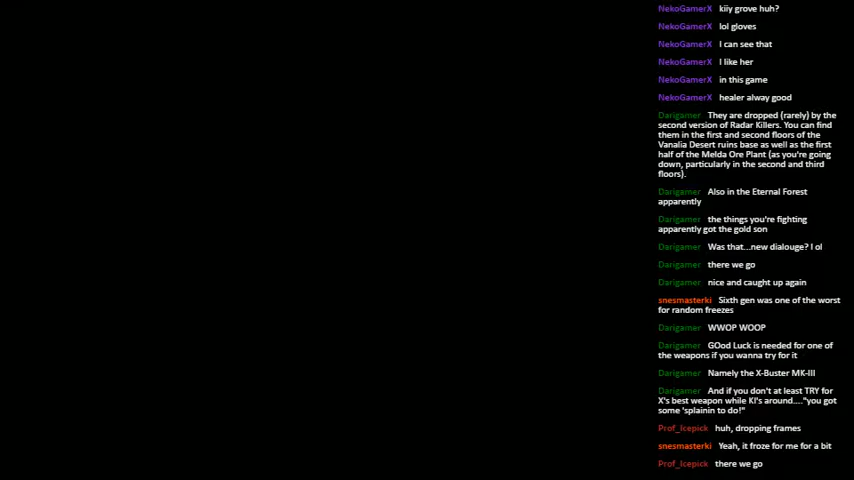 NekoGamerX kiiy grove huh?
NekoGamerX lol gloves
NekoGamerX I can see that
NekoGamerX I like her
NekoGamerX in this game
NekoGamerX healer alway good
Darigamer They are dropped (rarely) by the
second version of Radar Killers. You can find
them in the first and second floors of the
Vanalia Desert ruins base as well as the first
half of the Melda Ore Plant (as you're going
down, particularly in the second and third
floors).
Darigamer Also in the Eternal Forest
apparently
Darigamer the things you're fighting
apparently got the gold son
Darigamer Was that...new dialouge? l ol
Darigamer there we go
Darigamer nice and caught up again
snesmasterki Sixth gen was one of the worst
for random freezes
Darigamer WWOP WOOP
Darigamer GOod Luck is needed for one of
the weapons if you wanna try for it
Darigamer Namely the X-Buster MK-III
Darigamer And if you don't at least TRY for
X's best weapon while KI's around...."you got
some 'splainin to do!"
Prof_Icepick huh, dropping frames
snesmasterki Yeah, it froze for me for a bit
Prof_Icepick there we go